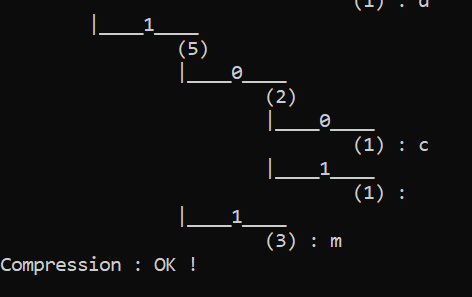 (1) : d
|____1____
(5)
|____0____
(2)
|____0____
(1) : c
|____1____
(1) :
|____1____
(3) : m
Compression : OK !